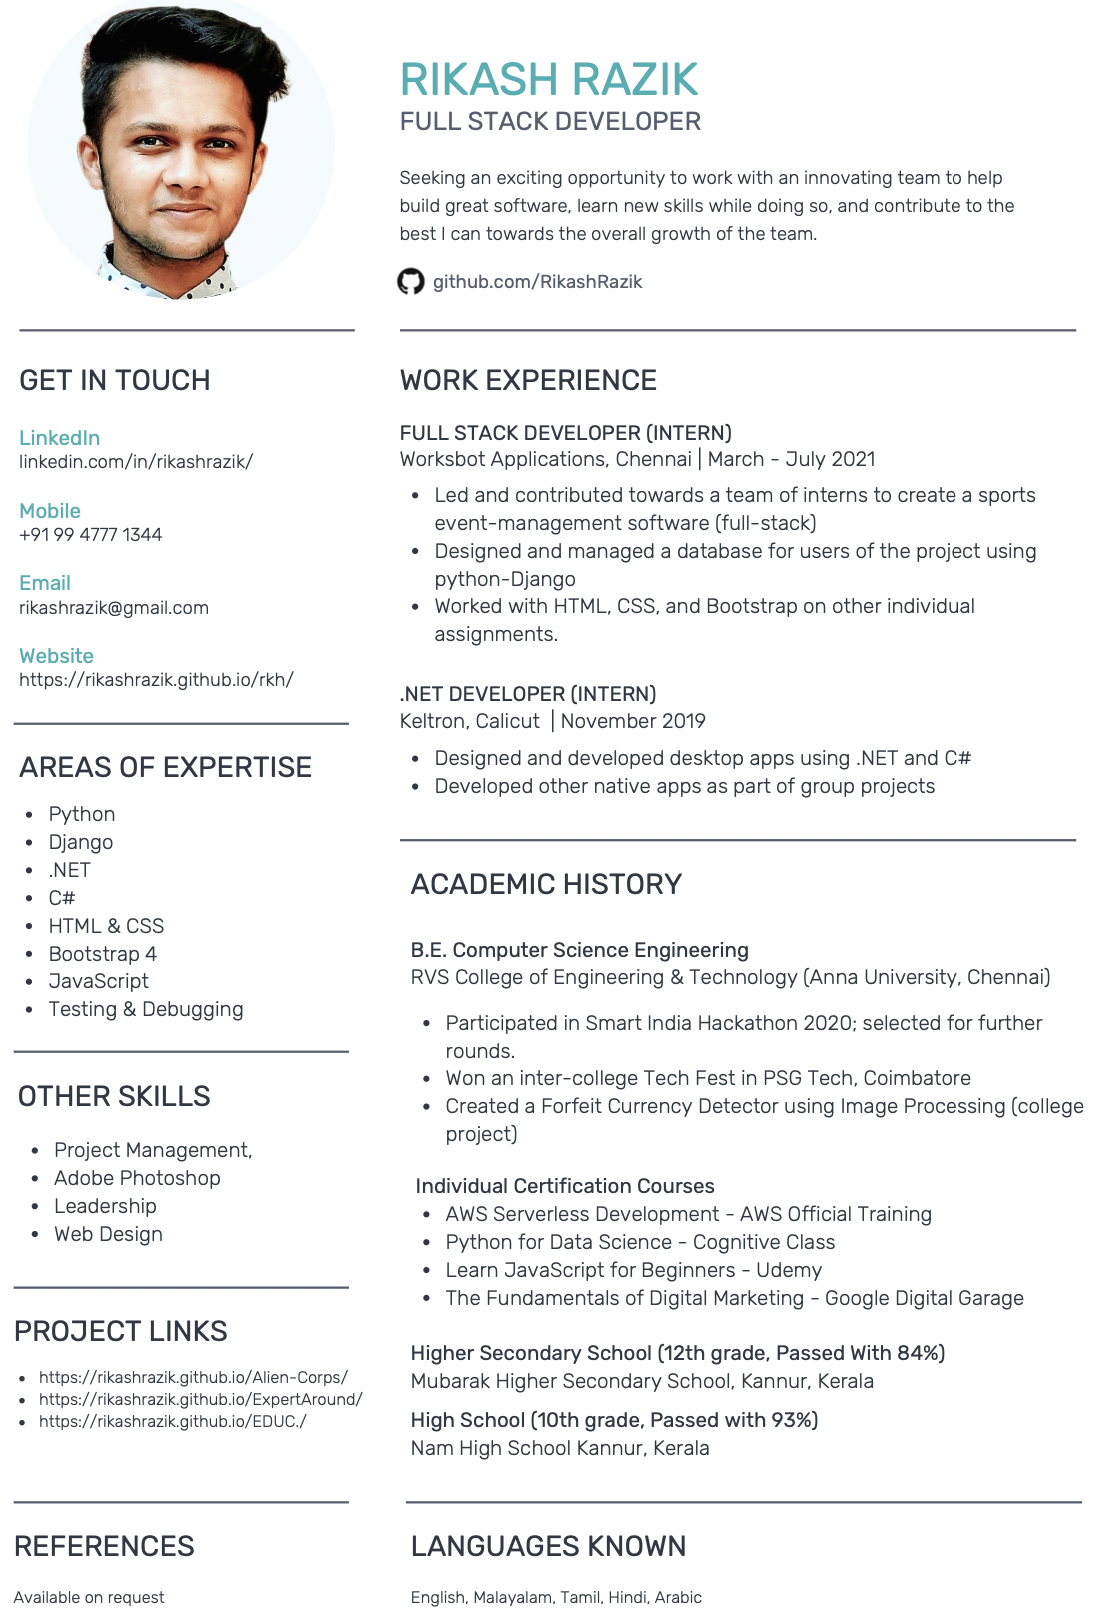 RIKASH RAZIK
FULL STACK DEVELOPER
Seeking an exciting opportunity to work with an innovating team to help
build great software, learn new skills while doing so, and contribute to the
best I can towards the overall growth of the team.
github.com/RikashRazik
GET IN TOUCH
LinkedIn
linkedin.com/in/rikashrazik/
Mobile
+91 99 4777 1344
Email
rikashrazik@gmail.com
Website
https://rikashrazik.github.io/rkh/
AREAS OF EXPERTISE
• Python
• Django
• .NET
• C#
• HTML & CSS
• Bootstrap 4
• JavaScript
• Testing & Debugging
OTHER SKILLS
• Project Management,
• Adobe Photoshop
• Leadership
• Web Design
PROJECT LINKS
• https://rikashrazik.github.io/Alien-Corps/
• https://rikashrazik.github.io/ExpertAround/
• https://rikashrazik.github.io/EDUC./
REFERENCES
Available on request
WORK EXPERIENCE
FULL STACK DEVELOPER (INTERN)
Worksbot Applications, Chennai | March - July 2021
• Led and contributed towards a team of interns to create a sports
event-management software (full-stack)
• Designed and managed a database for users of the project using
python-Django
• Worked with HTML, CSS, and Bootstrap on other individual
assignments.
.NET DEVELOPER (INTERN)
Keltron, Calicut | November 2019
• Designed and developed desktop apps using .NET and C#
• Developed other native apps as part of group projects
ACADEMIC HISTORY
B.E. Computer Science Engineering
RVS College of Engineering & Technology (Anna University, Chennai)
• Participated in Smart India Hackathon 2020; selected for further
rounds.
• Won an inter-college Tech Fest in PSG Tech, Coimbatore
• Created a Forfeit Currency Detector using Image Processing (college
project)
Individual Certification Courses
• AWS Serverless Development - AWS Official Training
• Python for Data Science - Cognitive Class
• Learn JavaScript for Beginners - Udemy
• The Fundamentals of Digital Marketing - Google Digital Garage
Higher Secondary School (12th grade, Passed With 84%)
Mubarak Higher Secondary School, Kannur, Kerala
High School (10th grade, Passed with 93%)
Nam High School Kannur, Kerala
LANGUAGES KNOWN
English, Malayalam, Tamil, Hindi, Arabic